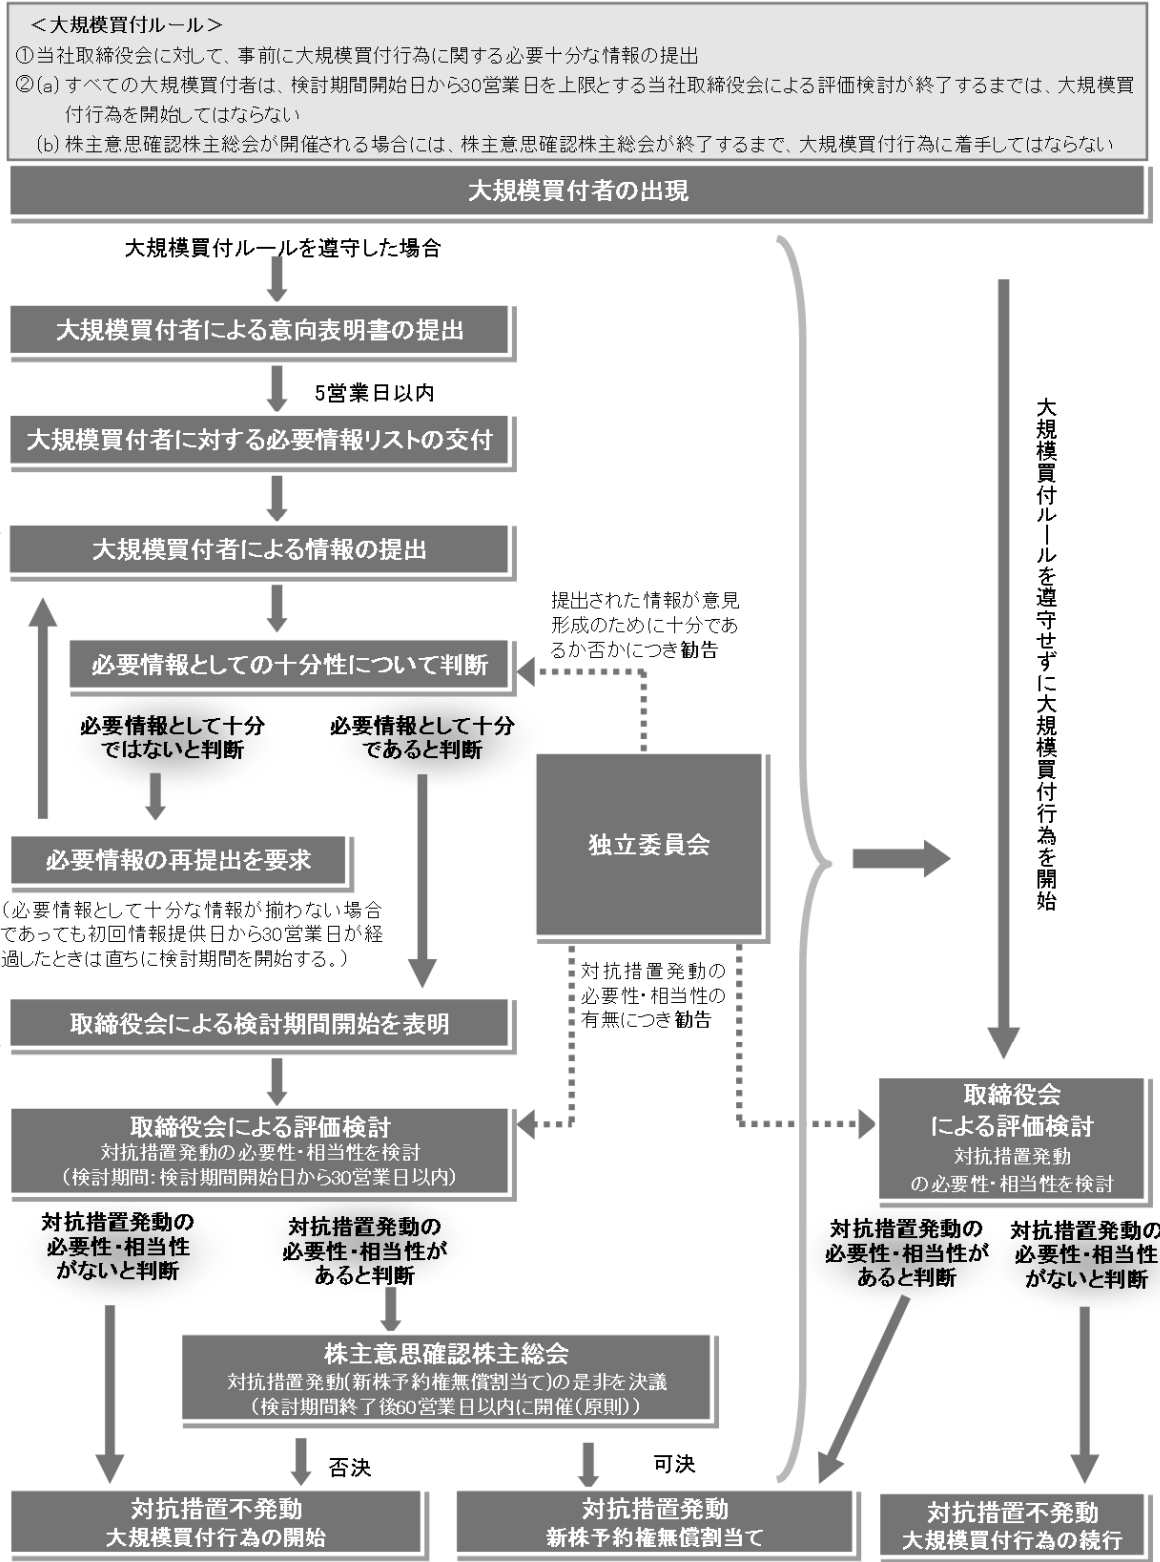 ＜大規模買付ルール＞
①当社取締役会に対して、事前に大規模買付行為に関する必要十分な情報の提出
②(a) すべての大規模買付者は、検討期間開始日から30営業日を上限とする当社取締役会による評価検討が終了するまでは、大規模買
付行為を開始してはならない
(b) 株主意思確認株主総会が開催される場合には、株主意思確認株主総会が終了するまで、大規模買付行為に着手してはならない
大規模買付者の出現
大規模買付ルールを遵守した場合
大規模買付者による意向表明書の提出
5営業日以内
大規模買付者に対する必要情報リストの交付
大規模買付者による情報の提出
提出された情報が意見
形成のために十分であ
るか否かにつき勧告
必要情報としての十分性について判断
必要情報として十分
ではないと判断
必要情報として十分
であると判断
独立委員会
必要情報の再提出を要求
（必要情報として十分な情報が揃わない場合
であっても初回情報提供日から30営業日が経
過したときは直ちに検討期間を開始する。）
対抗措置発動の
必要性・相当性の
有無につき勧告
大規模買付ルールを遵守せずに大規模買付行為を開始
取締役会による検討期間開始を表明
取締役会による評価検討
対抗措置発動の必要性・相当性を検討
（検討期間：検討期間開始日から30営業日以内）
取締役会
による評価検討
対抗措置発動
の必要性・相当性を検討
対抗措置発動の
必要性・相当性
がないと判断
対抗措置発動の
必要性・相当性が
あると判断
対抗措置発動の
必要性・相当性が
あると判断
対抗措置発動の
必要性・相当性
がないと判断
株主意思確認株主総会
対抗措置発動(新株予約権無償割当て)の是非を決議
（検討期間終了後60営業日以内に開催（原則））
否決
可決
対抗措置不発動
大規模買付行為の開始
対抗措置発動
新株予約権無償割当て
対抗措置不発動
大規模買付行為の続行